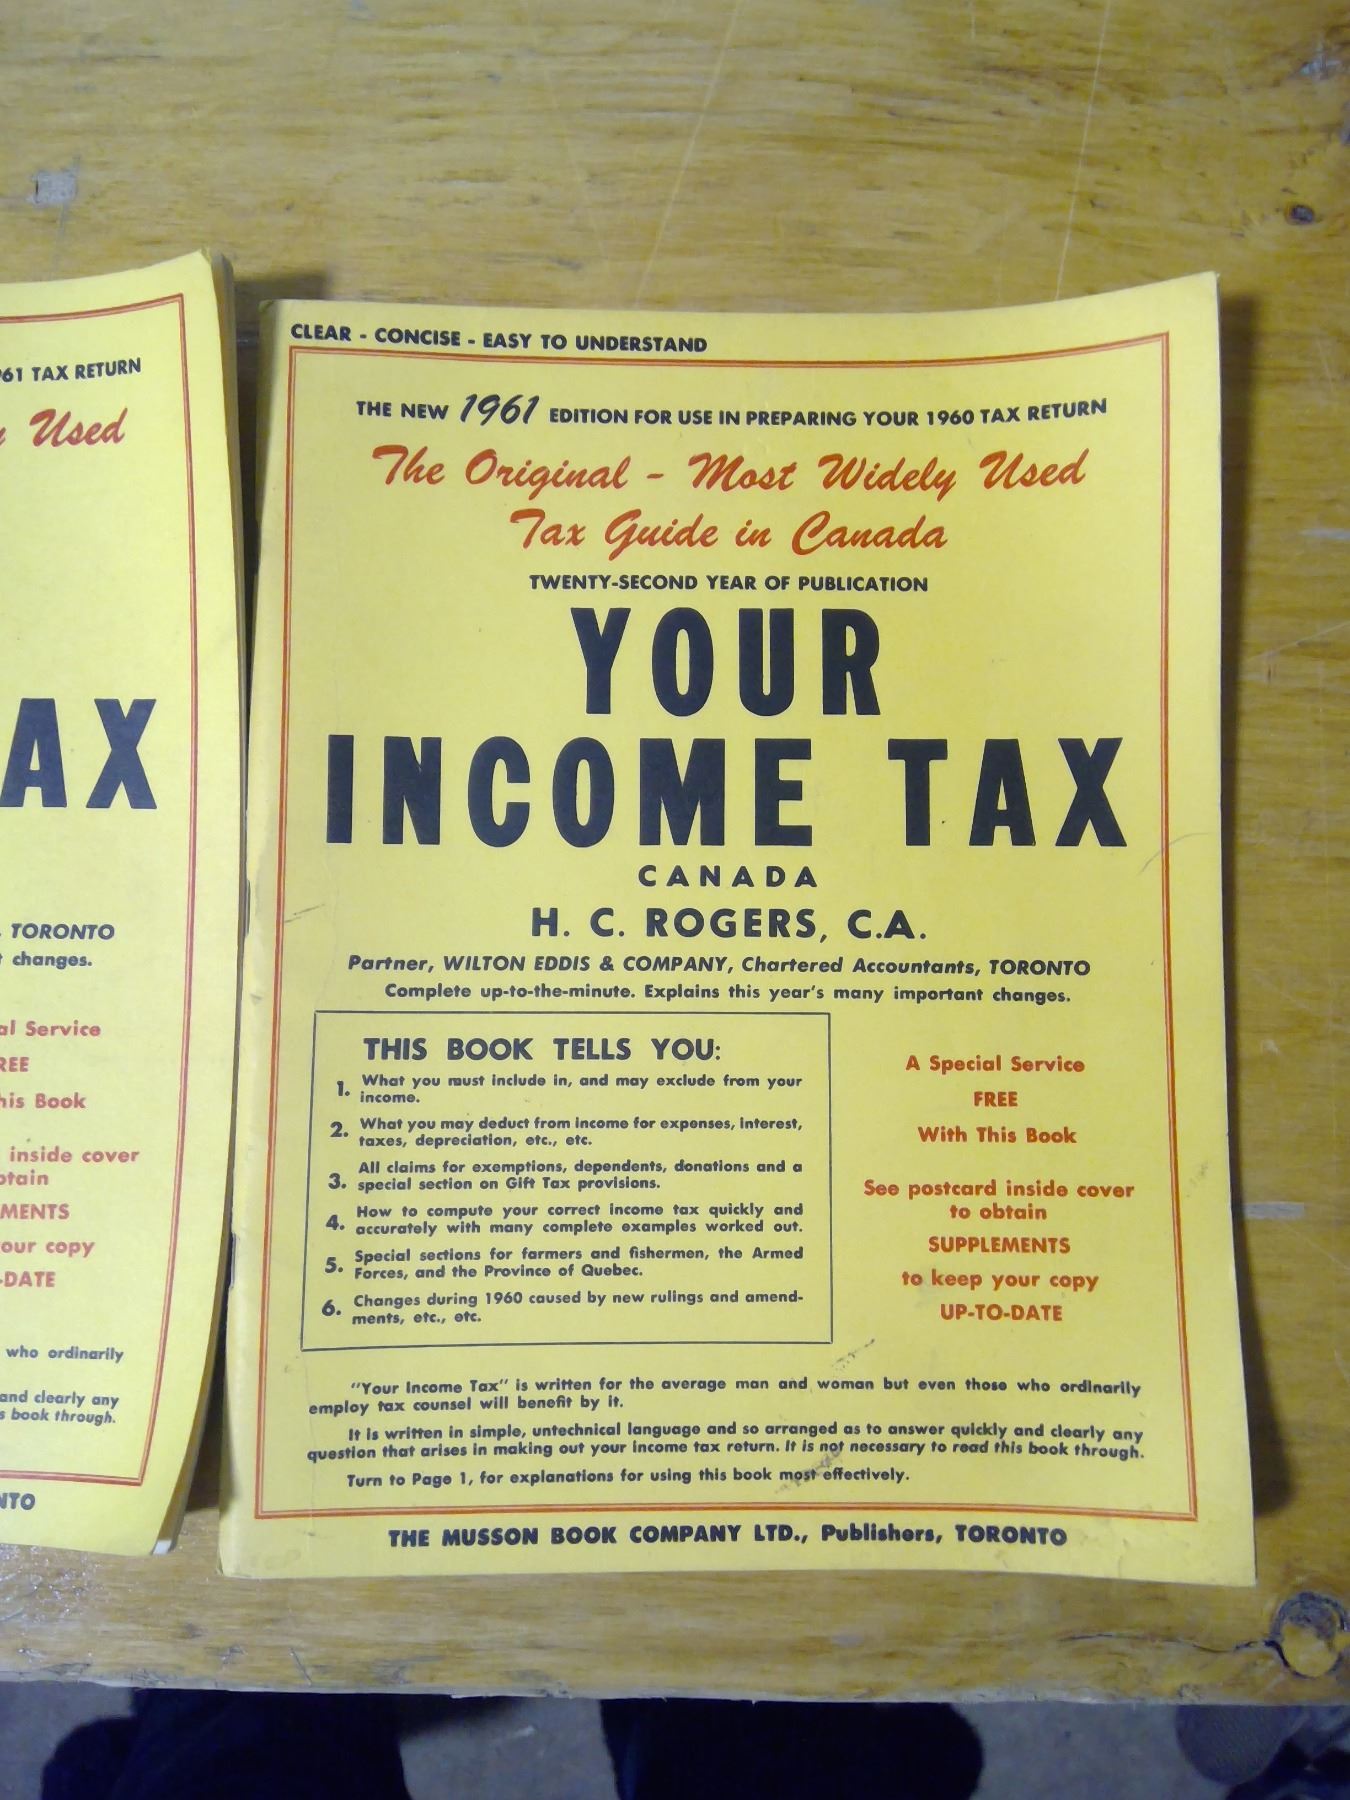 61 TAX RETURN
Used
AX
TORONTO
changes.
Service
This Book
inside cover
our copy
-DATE
who ordinarily
and clearly any
book through.
CLEAR - CONCISE - EASY TO UNDERSTAND
THE NEW 1961 EDITION FOR USE IN PREPARING YOUR 1960 TAX RETURN
The Original - Most Widely Used
Tax Guide in Canada
TWENTY-SECOND YEAR OF PUBLICATION
YOUR
INCOME TAX
CANADA
H. C. ROGERS, C.A.
Partner, WILTON EDDIS & COMPANY, Chartered Accountants, TORONTO
Complete up-to-the-minute. Explains this year's many important changes.
THIS BOOK TELLS YOU:
1. What you must include in, and may exclude from your
income.
2. What you may deduct from income for expenses, interest,
taxes, depreciation, etc., etc.
3. All claims for exemptions, dependents, donations and a
special section on Gift Tax provisions.
4. How to compute your correct income tax quickly and
accurately with many complete examples worked out.
5. Special sections for farmers and fishermen, the Armed
Forces, and the Province of Quebec.
6. Changes during 1960 caused by new rulings and amend-
ments, etc., etc.
A Special Service
FREE
With This Book
See postcard inside cover
to obtain
SUPPLEMENTS
to keep your copy
UP-TO-DATE
"Your Income Tax" is written for the average man and woman but even those who ordinarily
employ tax counsel will benefit by it.
It is written in simple, untechnical language and so arranged as to answer quickly and clearly any
question that arises in making out your income tax return. It is not necessary to read this book through.
Turn to Page 1, for explanations for using this book most effectively.
THE MUSSON BOOK COMPANY LTD., Publishers, TORONTO